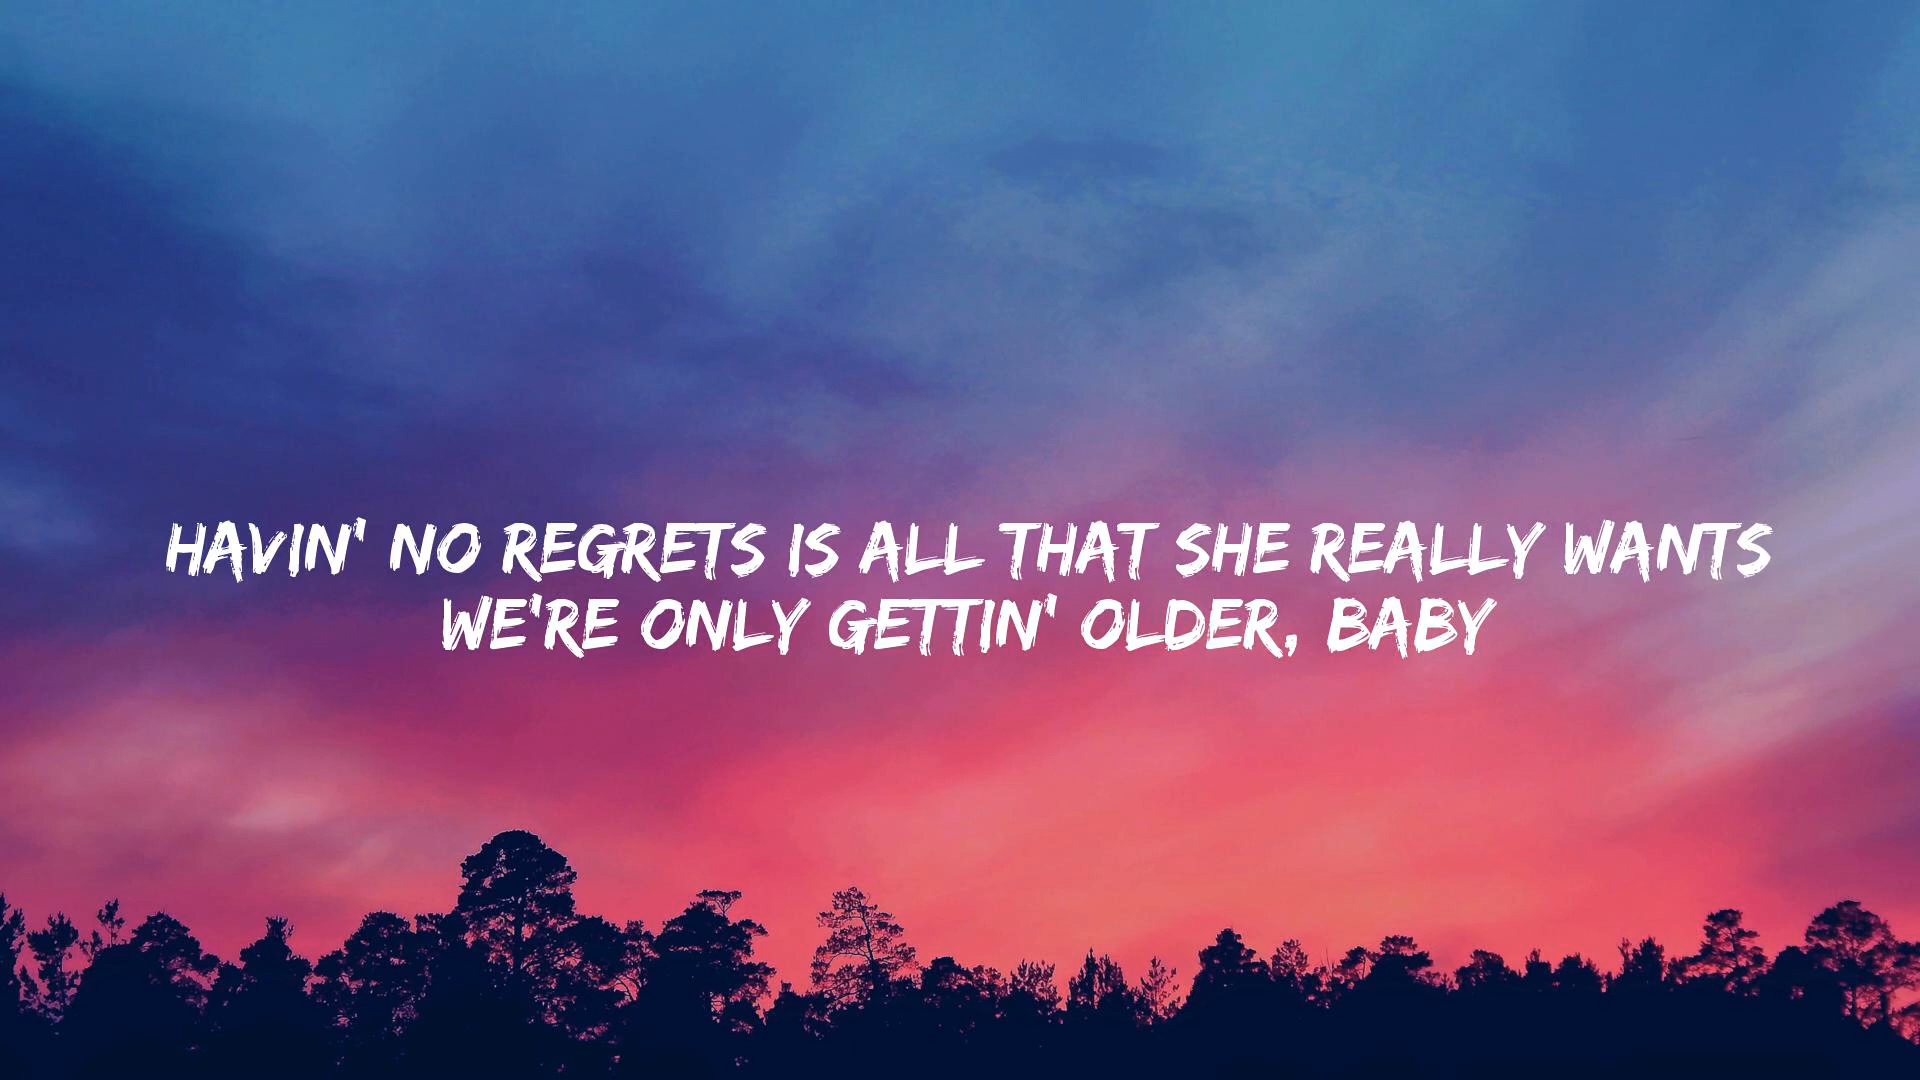 HAVIN' NO REGRETS IS ALL THAT SHE REALLY WANTS
WE'RE ONLY GETTIN' OLDER, BABY